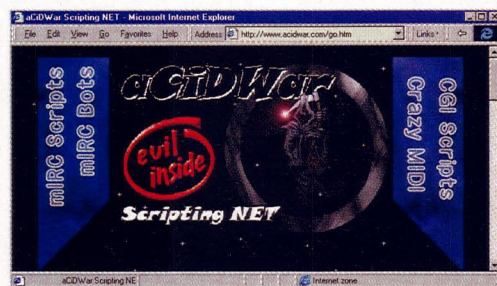 aCiDWar Scripting NET - Microsoft Internet Explorer
File Edit View Go Favorites Help Address http://www.acidwar.com/go.htm Links
mIRC Scripts
mIRC Bots
aCiDWar
evil
inside
Scripting NET
CGI Scripts
Crazy MIDI
aCiDWar Scripting NE Internet zone